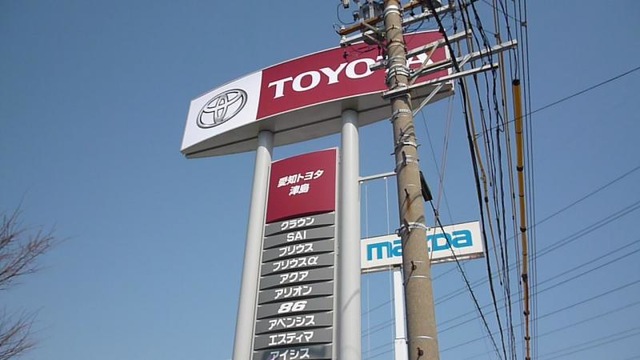 TOYOTA
愛知トヨタ
津島
クラウン
SAI
プリウス
プリウスα
アクア
アリオン
86
アベンシス
エスティマ
アイシス
mazda